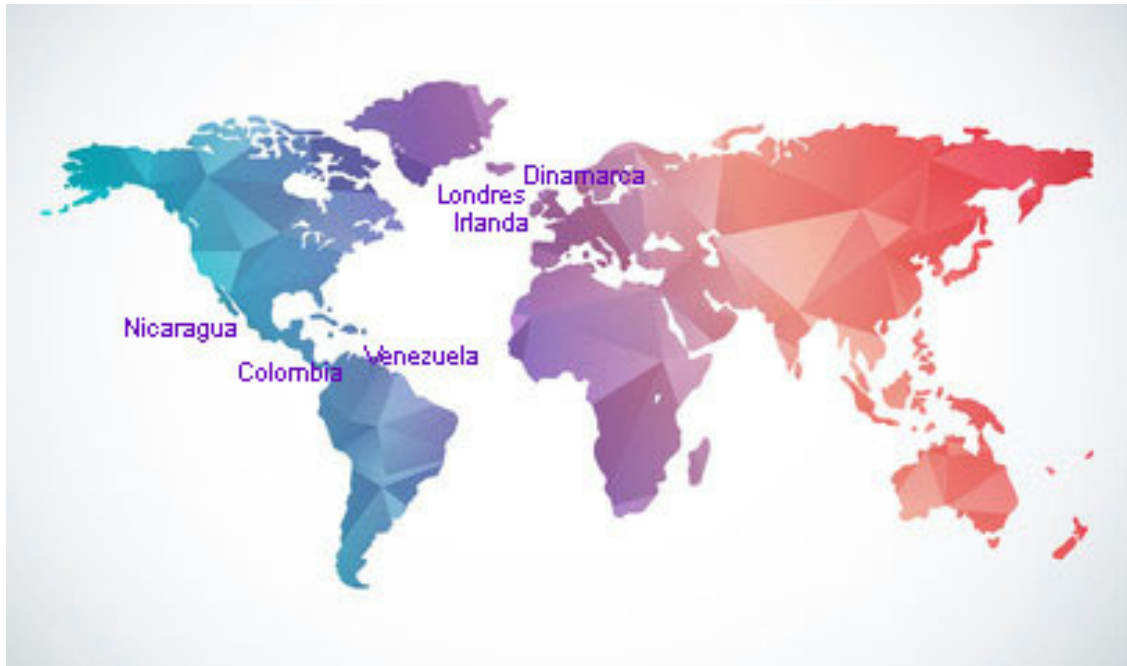 Dinamarca
Londres
Irlanda
Nicaragua
Venezuela
Colombia